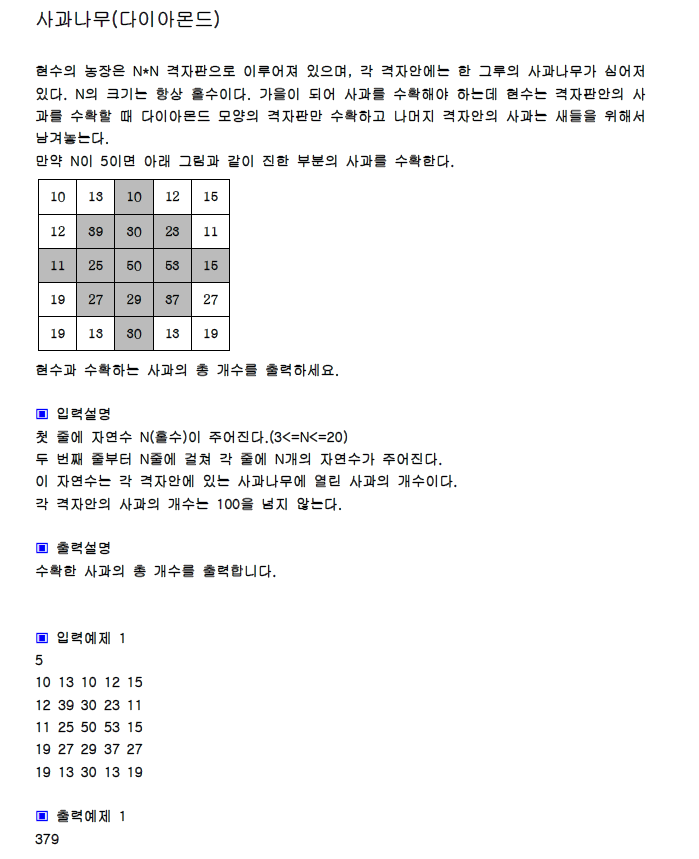 사과나무(다이아몬드)
현수의 농장은 N*N 격자판으로 이루어져 있으며, 각 격자안에는 한 그루의 사과나무가 심어저
있다. N의 크기는 항상 홀수이다. 가을이 되어 사과를 수확해야 하는데 현수는 격자판안의 사
과를 수확할 때 다이아몬드 모양의 격자판만 수확하고 나머지 격자안의 사과는 새들을 위해서
남겨놓는다.
만약 N이 5이면 아래 그림과 같이 진한 부분의 사과를 수확한다.
10 13 10 12 15
12 39 30 23 11
11 25 50 53 15
19 27 29 37 27
19 13 30 13 19
현수과 수확하는 사과의 총 개수를 출력하세요.
▣ 입력설명
첫 줄에 자연수 N(홀수)이 주어진다.(3<=N<=20)
두 번째 줄부터 N줄에 걸쳐 각 줄에 N개의 자연수가 주어진다.
이 자연수는 각 격자안에 있는 사과나무에 열린 사과의 개수이다.
각 격자안의 사과의 개수는 100을 넘지 않는다.
▣ 출력설명
수확한 사과의 총 개수를 출력합니다.
▣ 입력예제 1
5
10 13 10 12 15
12 39 30 23 11
11 25 50 53 15
19 27 29 37 27
19 13 30 13 19
▣ 출력예제 1
379